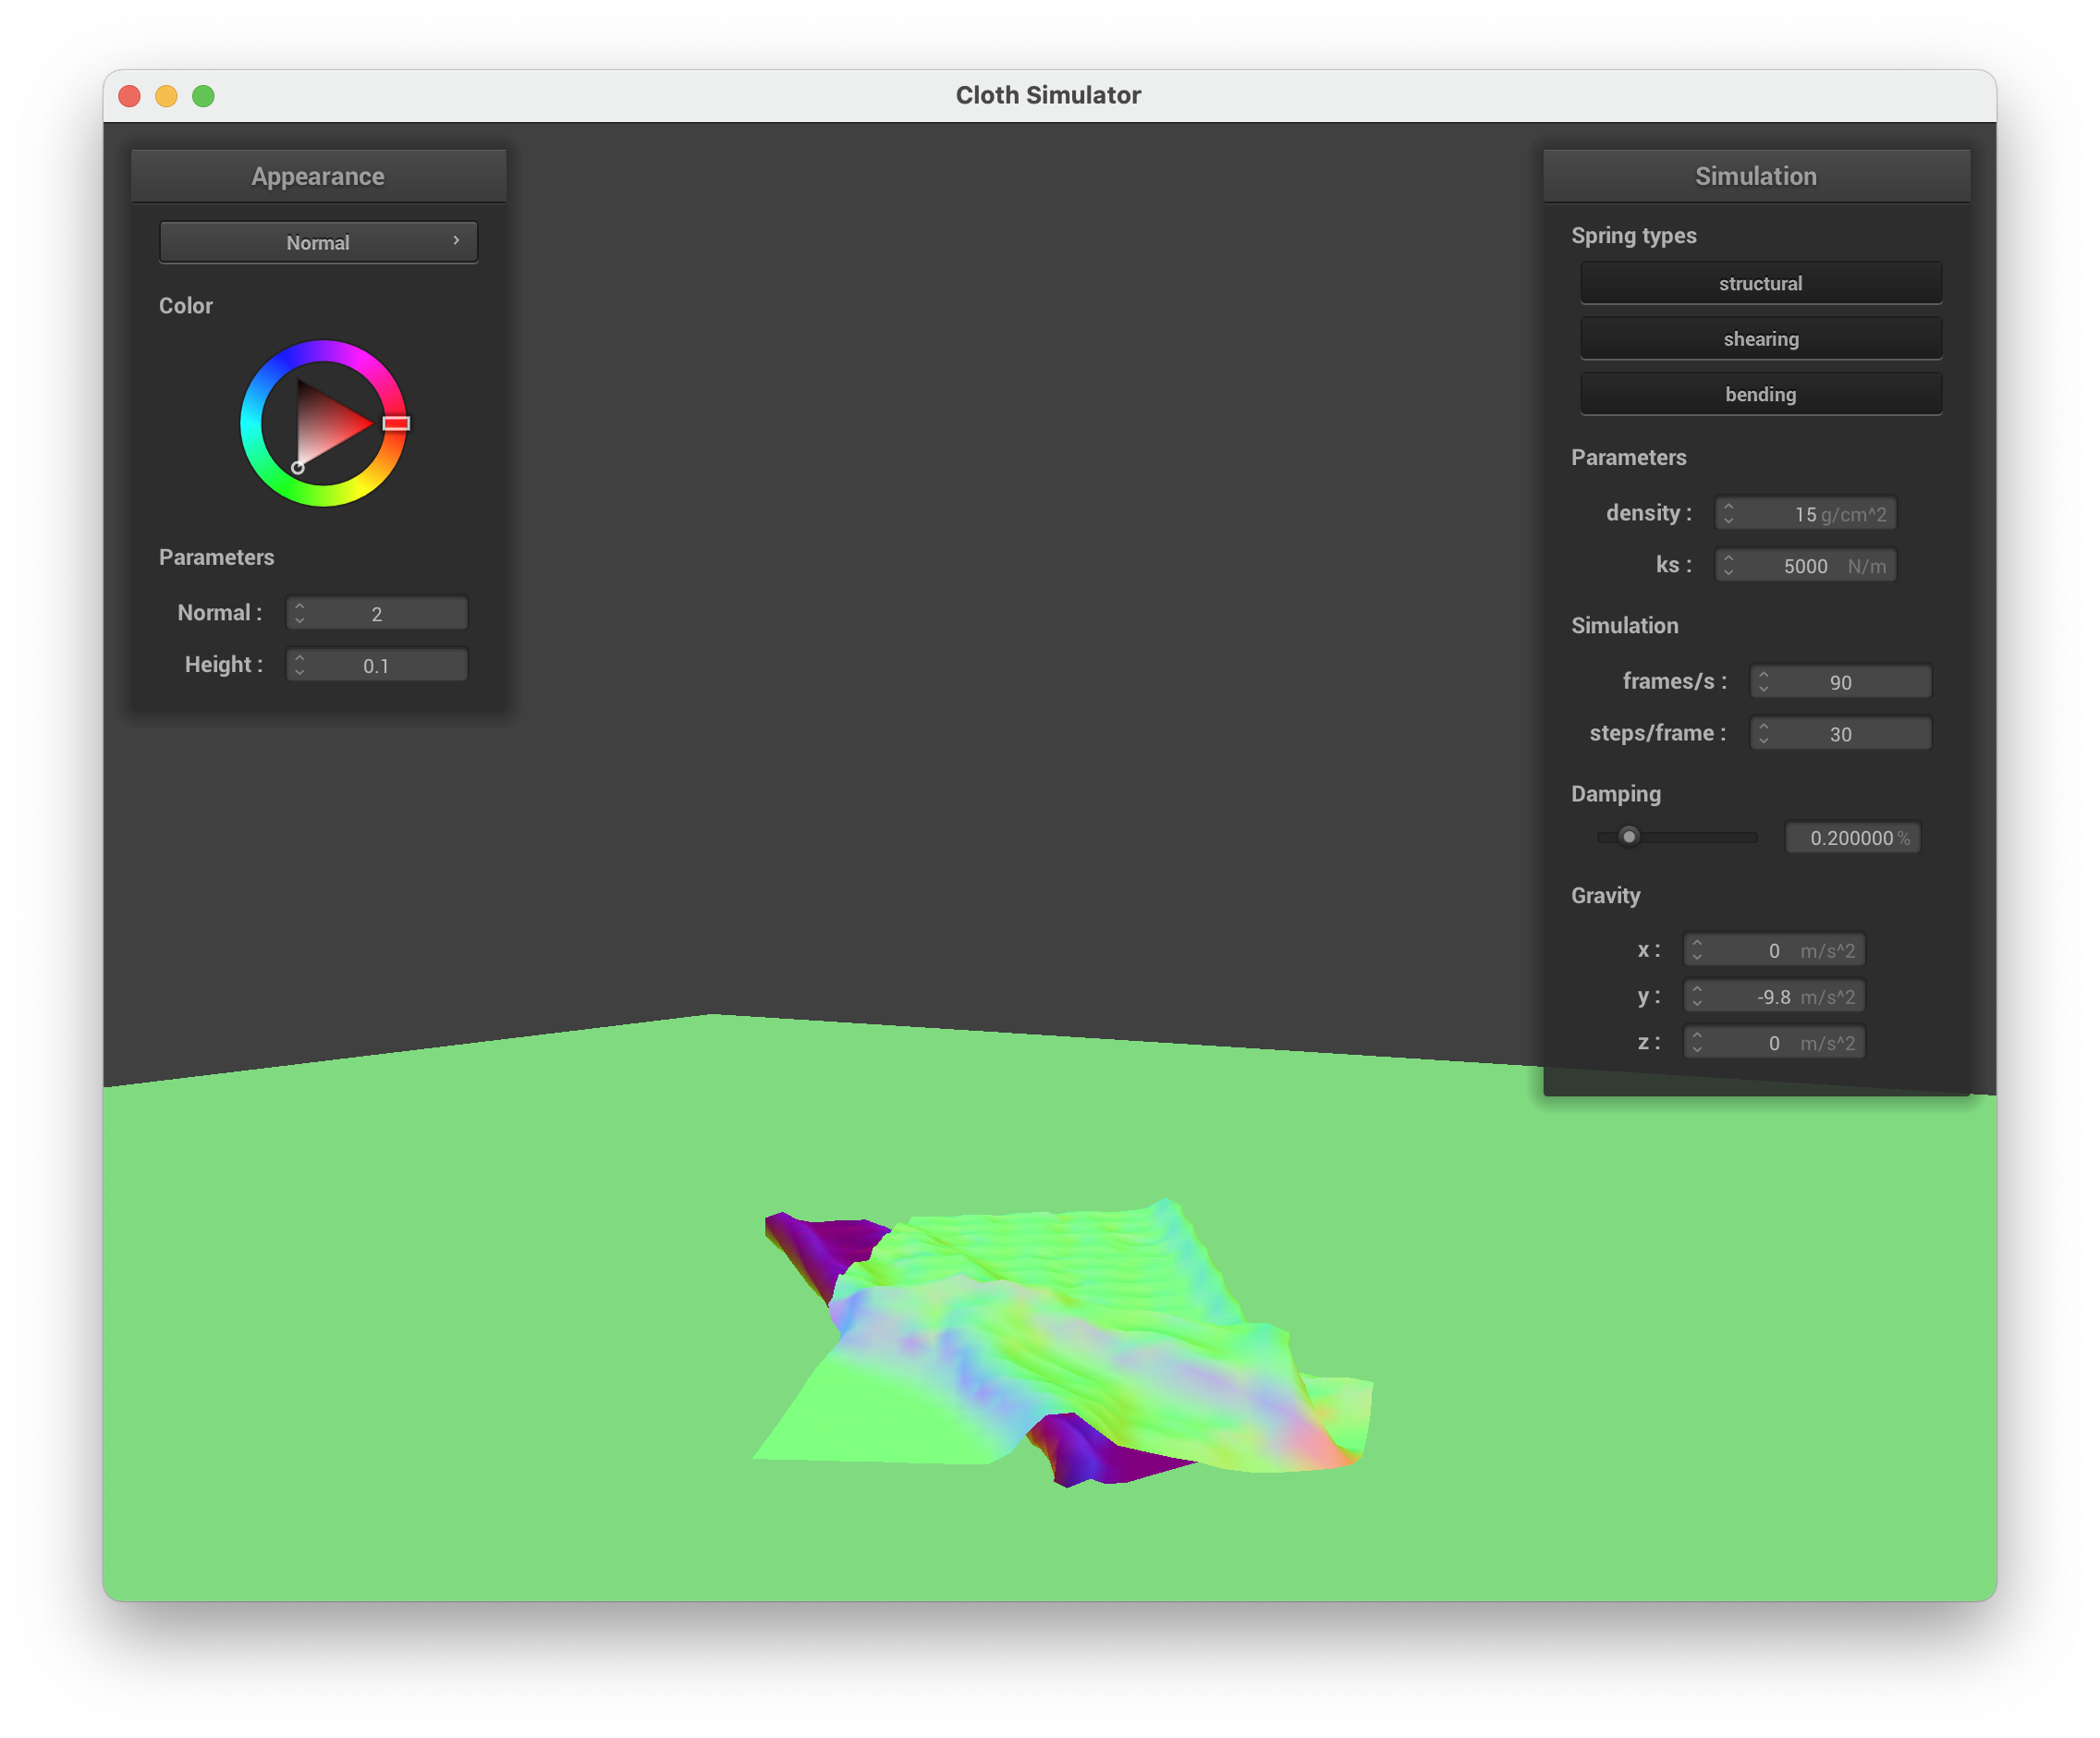 Cloth Simulator
Appearance
Normal
Color
Parameters
Normal :
2
Height :
0.1
Simulation
Spring types
structural
shearing
bending
Parameters
density :
15 g/cm^2
ks :
5000 N/m
Simulation
frames/s :
90
steps/frame :
30
Damping
0.200000 %
Gravity
x :
0 m/s^2
y :
-9.8 m/s^2
z :
0 m/s^2